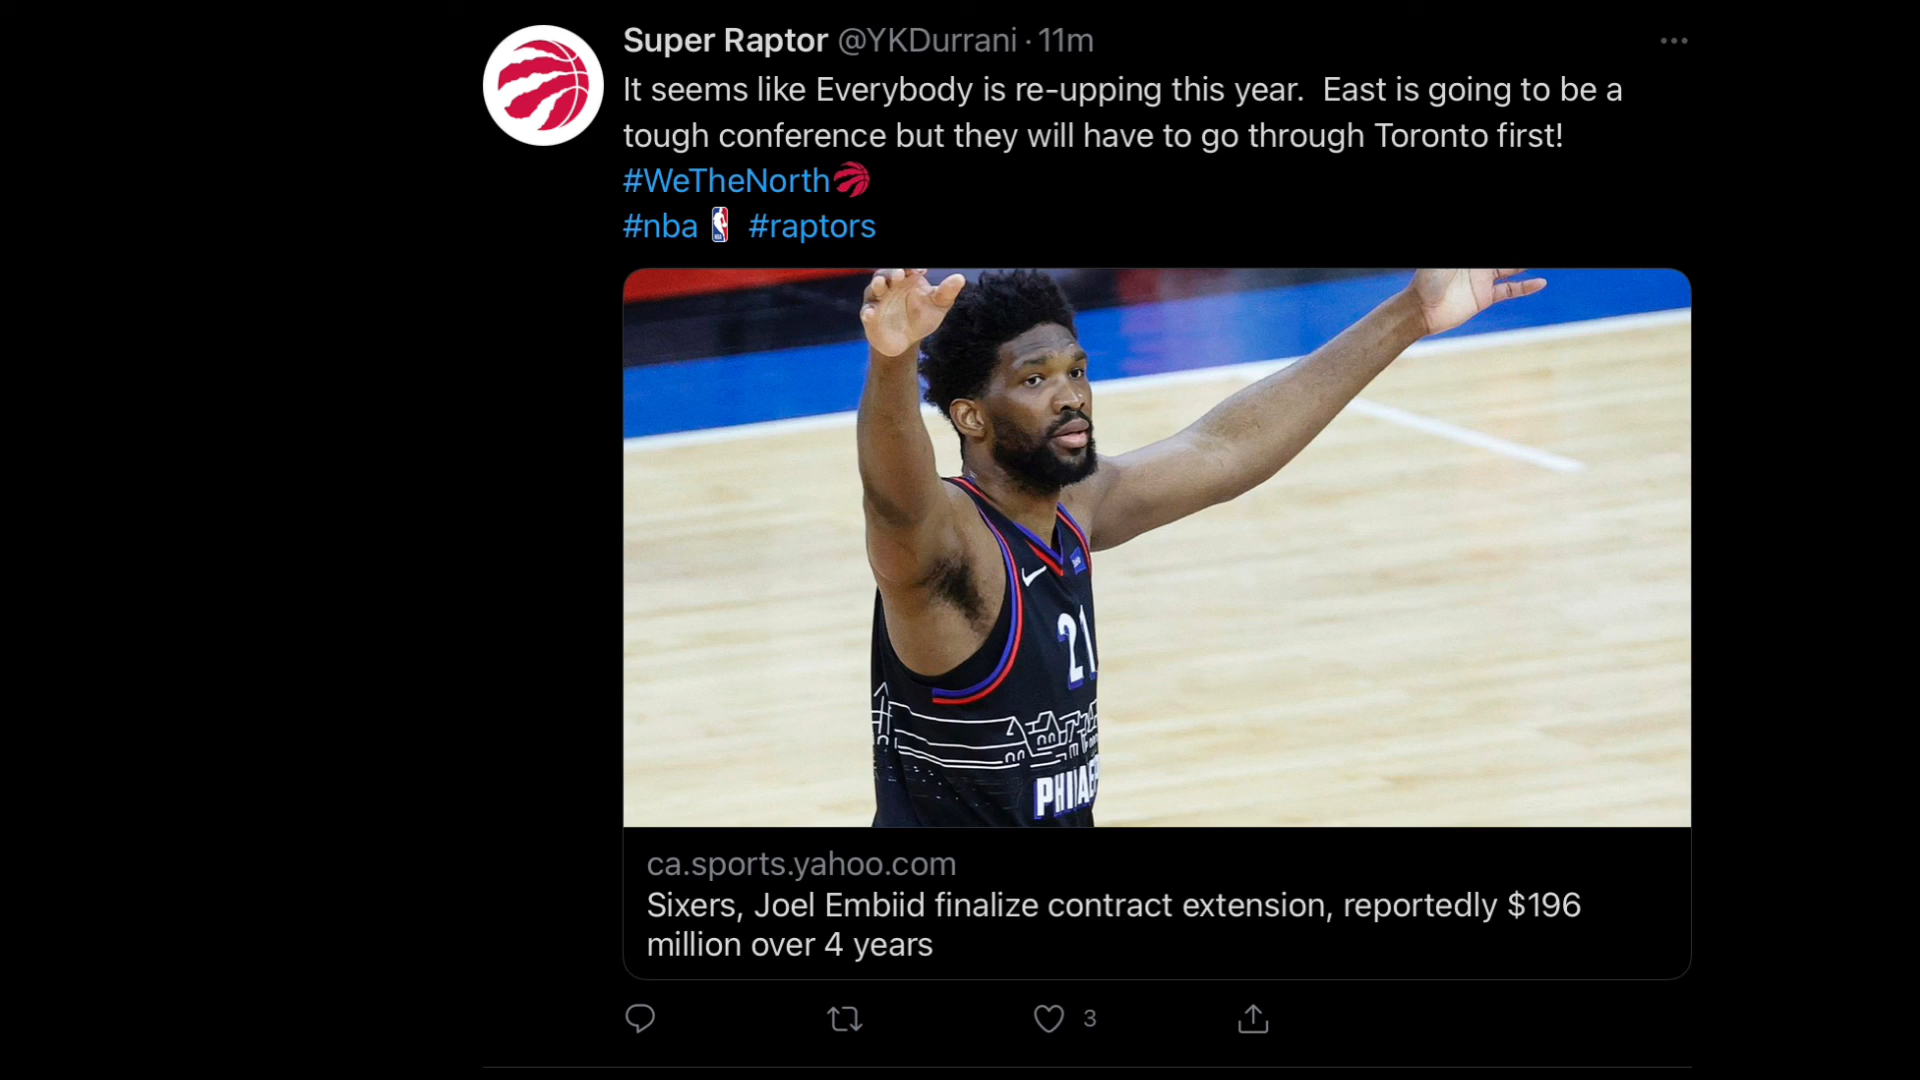 Super Raptor @YKDurrani · 11m
It seems like Everybody is re-upping this year. East is going to be a
tough conference but they will have to go through Toronto first!
#WeTheNorth
#nba #raptors
21
PHILADE
ca.sports.yahoo.com
Sixers, Joel Embiid finalize contract extension, reportedly $196
million over 4 years
3